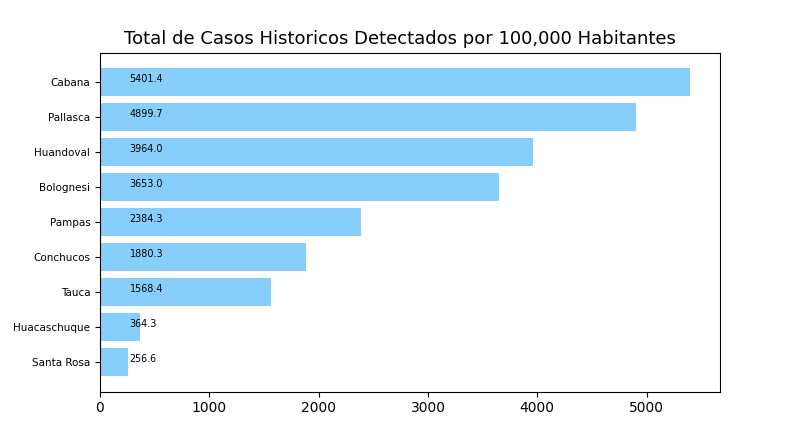 Total de Casos Historicos Detectados por 100,000 Habitantes
Cabana 5401.4
Pallasca 4899.7
Huandoval 3964.0
Bolognesi 3653.0
Pampas 2384.3
Conchucos 1880.3
Tauca 1568.4
Huacaschuque 364.3
Santa Rosa 256.6
0 1000 2000 3000 4000 5000